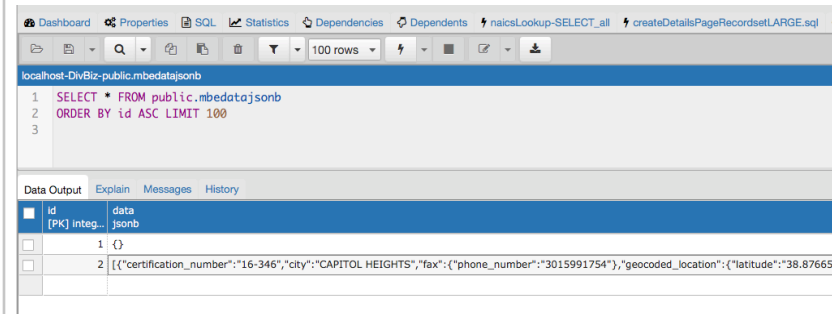 Dashboard Properties SQL Statistics Dependencies Dependents naicsLookup-SELECT_all createDetailsPageRecordsetLARGE.sql
100 rows
localhost-DivBiz-public.mbedatajsonb
1 SELECT * FROM public.mbedatajsonb
2 ORDER BY id ASC LIMIT 100
3
Data Output Explain Messages History
id data
[PK] integ... jsonb
1 {}
2 [{"certification_number":"16-346","city":"CAPITOL HEIGHTS","fax":{"phone_number":"3015991754"},"geocoded_location":{"latitude":"38.87665